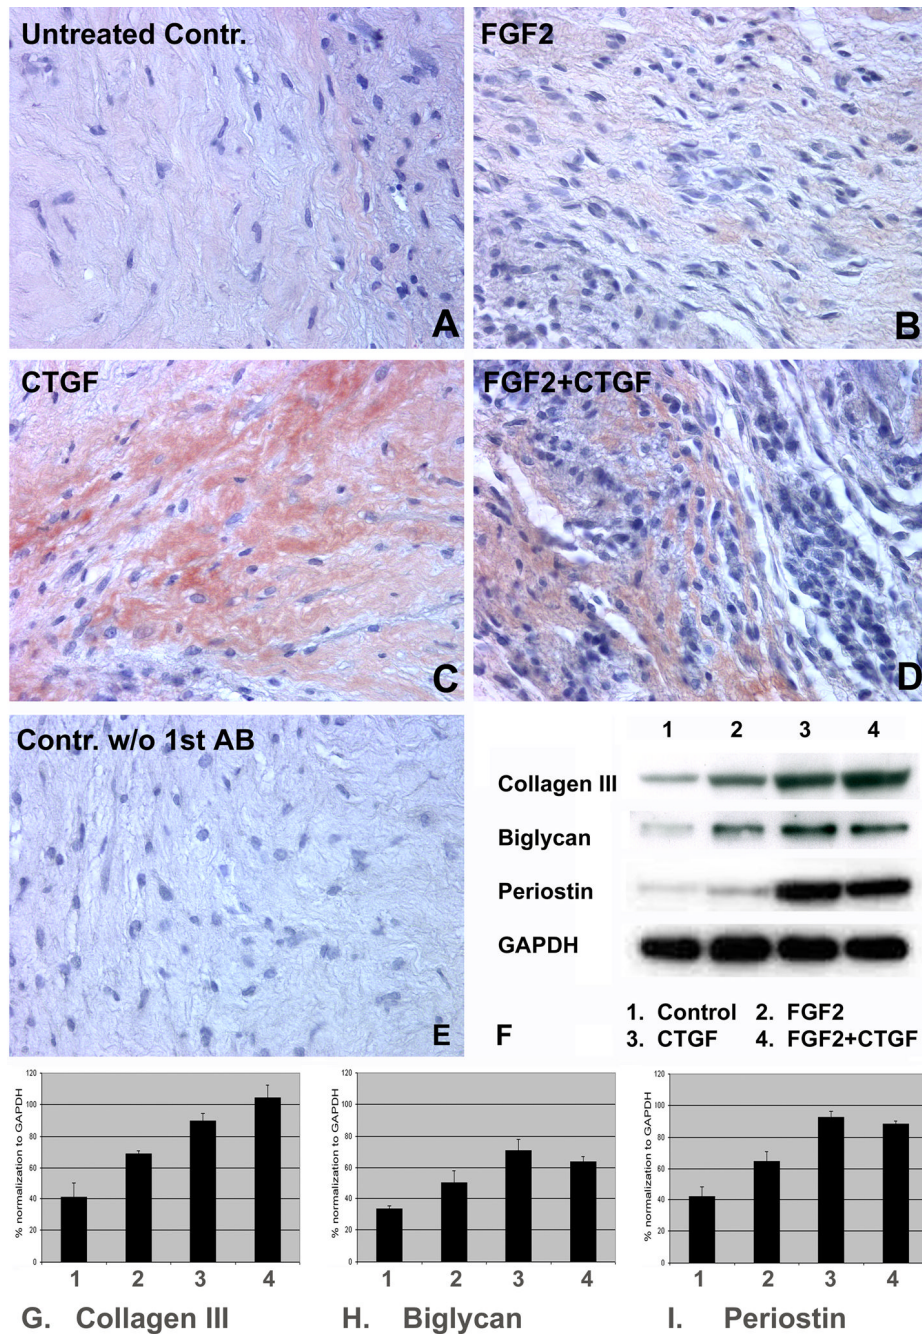 Untreated Contr.
A
FGF2
B
CTGF
C
FGF2+CTGF
D
Contr. w/o 1st AB
E
1 2 3 4
Collagen III
Biglycan
Periostin
GAPDH
F
1. Control 2. FGF2
3. CTGF 4. FGF2+CTGF
% normalization to GAPDH
120
100
80
60
40
20
0
1 2 3 4
G. Collagen III
% normalization to GAPDH
120
100
80
60
40
20
0
1 2 3 4
H. Biglycan
% normalization to GAPDH
120
100
80
60
40
20
0
1 2 3 4
I. Periostin